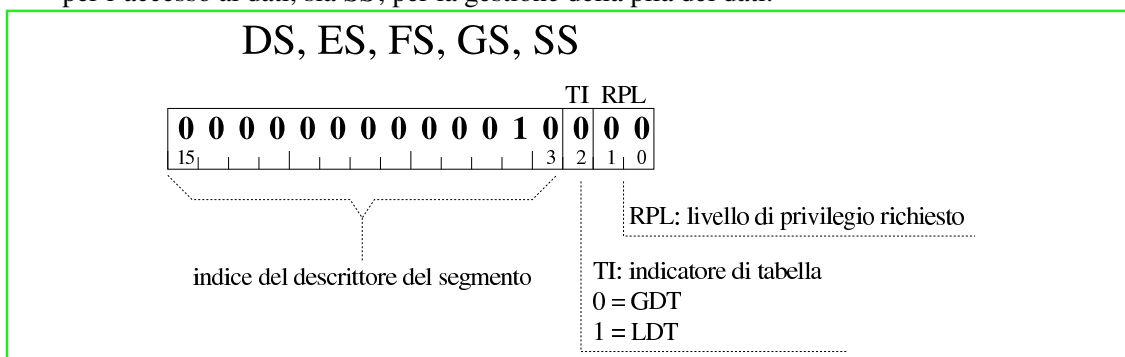 per l'accesso ai dati, sia SS, per la gestione della pila dei dati.
DS, ES, FS, GS, SS
TI RPL
0 0 0 0 0 0 0 0 0 0 0 1 0 0 0 0
15 3 2 1 0
RPL: livello di privilegio richiesto
indice del descrittore del segmento
TI: indicatore di tabella
0 = GDT
1 = LDT